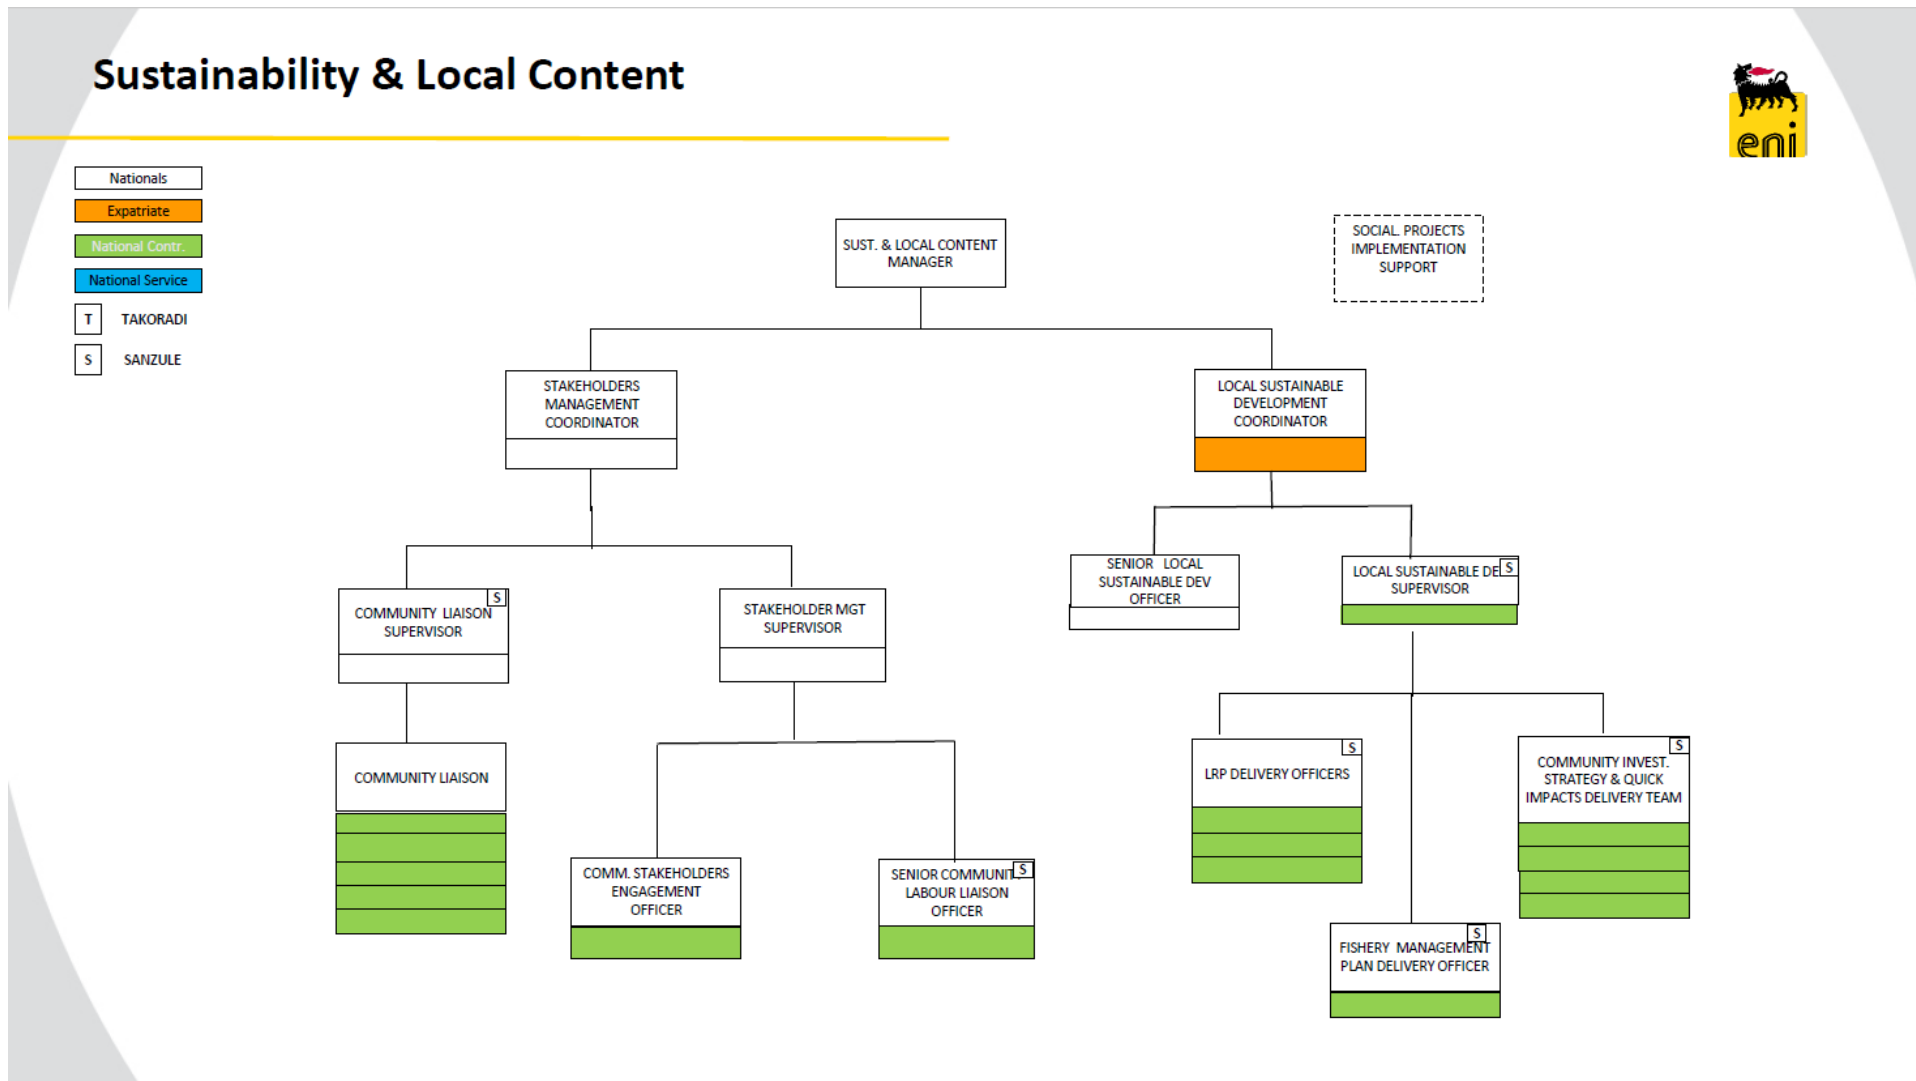 Sustainability & Local Content
eni
Nationals
Expatriate
National Contr.
National Service
T TAKORADI
S SANZULE
SUST. & LOCAL CONTENT
MANAGER
SOCIAL. PROJECTS
IMPLEMENTATION
SUPPORT
STAKEHOLDERS
MANAGEMENT
COORDINATOR
LOCAL SUSTAINABLE
DEVELOPMENT
COORDINATOR
S
COMMUNITY LIAISON
SUPERVISOR
STAKEHOLDER MGT
SUPERVISOR
SENIOR LOCAL
SUSTAINABLE DEV
OFFICER
S
LOCAL SUSTAINABLE DE
SUPERVISOR
COMMUNITY LIAISON
COMM. STAKEHOLDERS
ENGAGEMENT
OFFICER
S
SENIOR COMMUNIT
LABOUR LIAISON
OFFICER
S
LRP DELIVERY OFFICERS
S
COMMUNITY INVEST.
STRATEGY & QUICK
IMPACTS DELIVERY TEAM
S
FISHERY MANAGEMENT
PLAN DELIVERY OFFICER